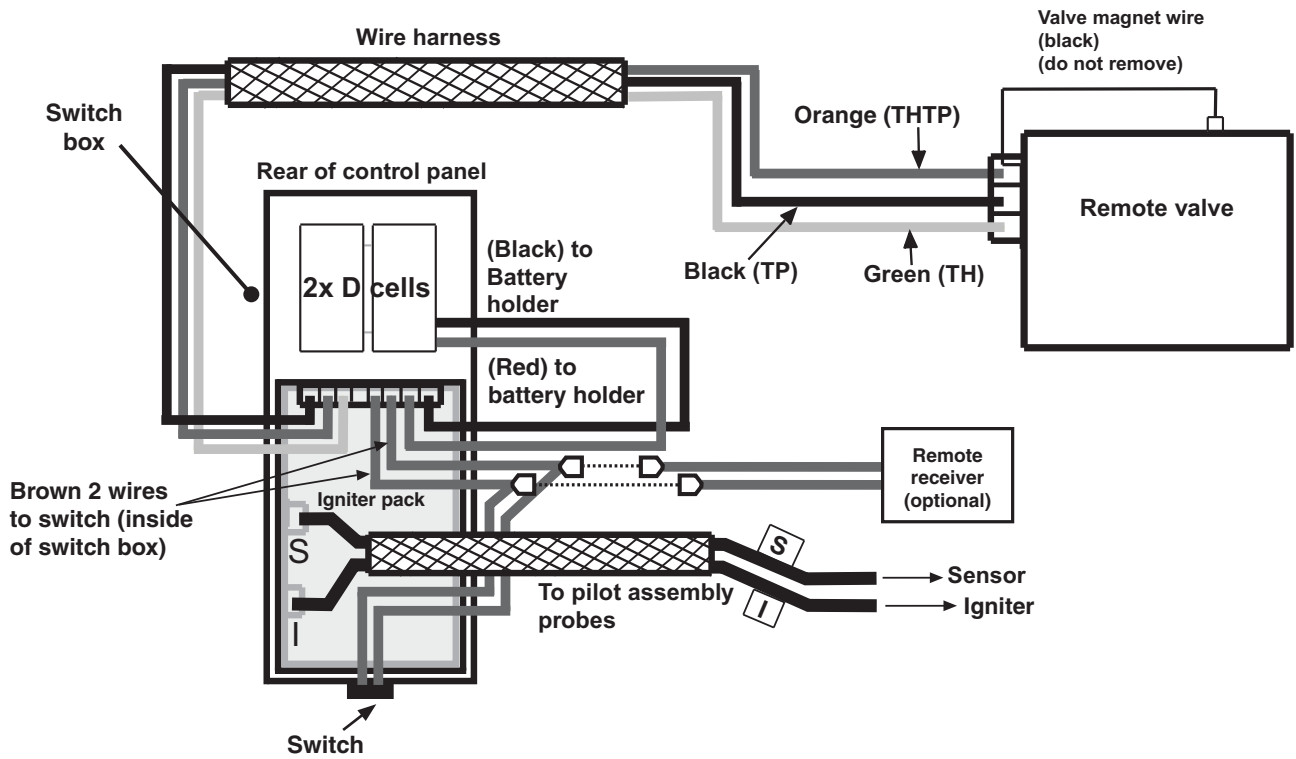 Valve magnet wire
(black)
(do not remove)
Wire harness
Switch
box
Orange (THTP)
Rear of control panel
Remote valve
(Black) to
Battery
holder
Black (TP)
Green (TH)
2x D cells
(Red) to
battery holder
Remote
receiver
(optional)
Brown 2 wires
to switch (inside
of switch box)
Igniter pack
S
S
Sensor
To pilot assembly
probes
I
Igniter
I
Switch